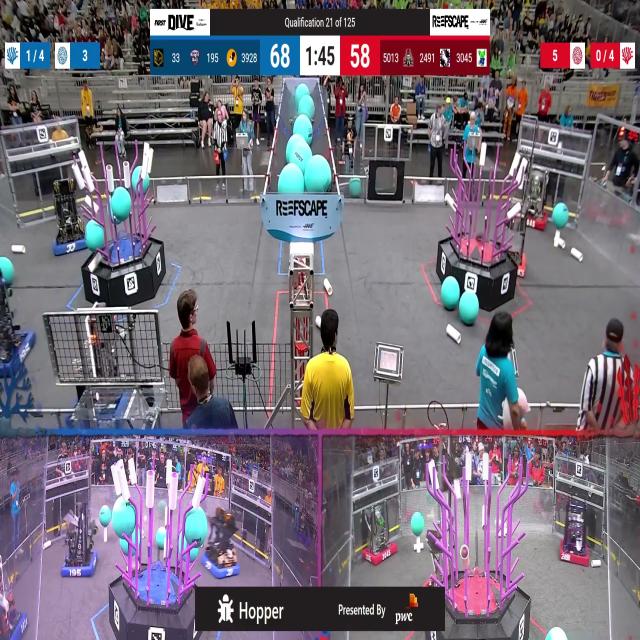 FIRST DIVE
Qualification 21 of 125
REEFSCAPE
1 / 4
3
33
195
3928
68
1:45
58
5013
2491
3045
5
0 / 4
REEFSCAPE
195
Hopper
Presented By
pwc